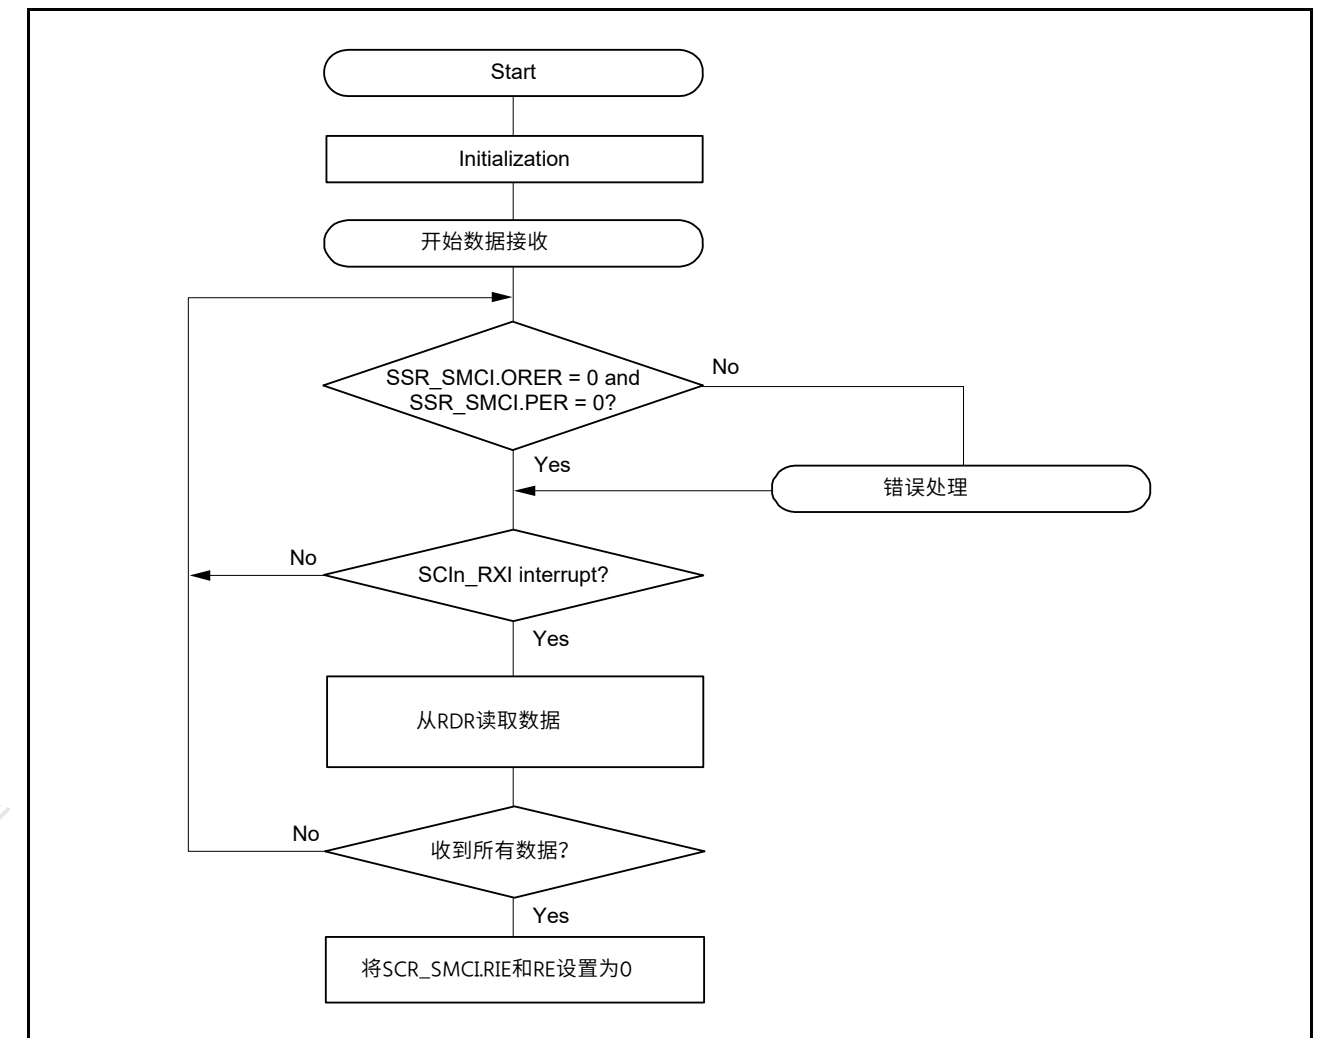 Start
Initialization
开始数据接收
SSR_SMCI.ORER = 0 and
SSR_SMCI.PER = 0?
No
Yes
错误处理
No
SCIn_RXI interrupt?
Yes
从RDR读取数据
No
收到所有数据？
Yes
将SCR_SMCI.RIE和RE设置为0